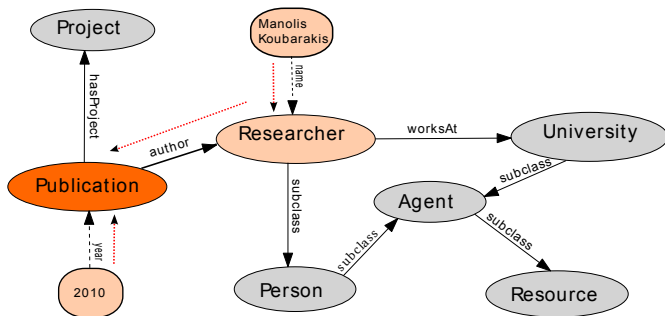 Project
Manolis
Koubarakis
hasProject
name
author
Researcher
worksAt
University
Publication
subclass
subclass
Agent
subclass
subclass
year
2010
Person
Resource